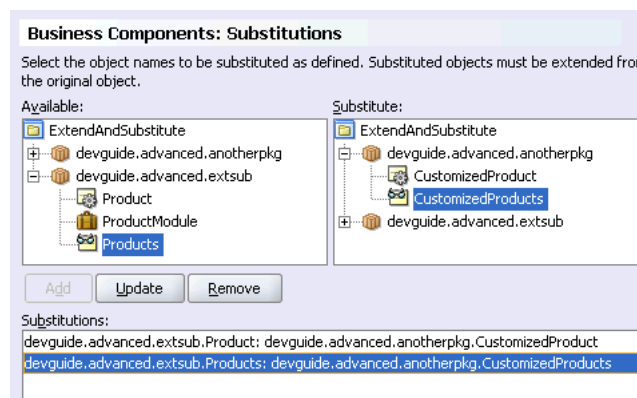 Business Components: Substitutions
Select the object names to be substituted as defined. Substituted objects must be extended from
the original object.
Available:
Substitute:
ExtendAndSubstitute
devguide.advanced.anotherpkg
devguide.advanced.extsub
Product
ProductModule
Products
ExtendAndSubstitute
devguide.advanced.anotherpkg
CustomizedProduct
CustomizedProducts
devguide.advanced.extsub
Add
Update
Remove
Substitutions:
devguide.advanced.extsub.Product: devguide.advanced.anotherpkg.CustomizedProduct
devguide.advanced.extsub.Products: devguide.advanced.anotherpkg.CustomizedProducts